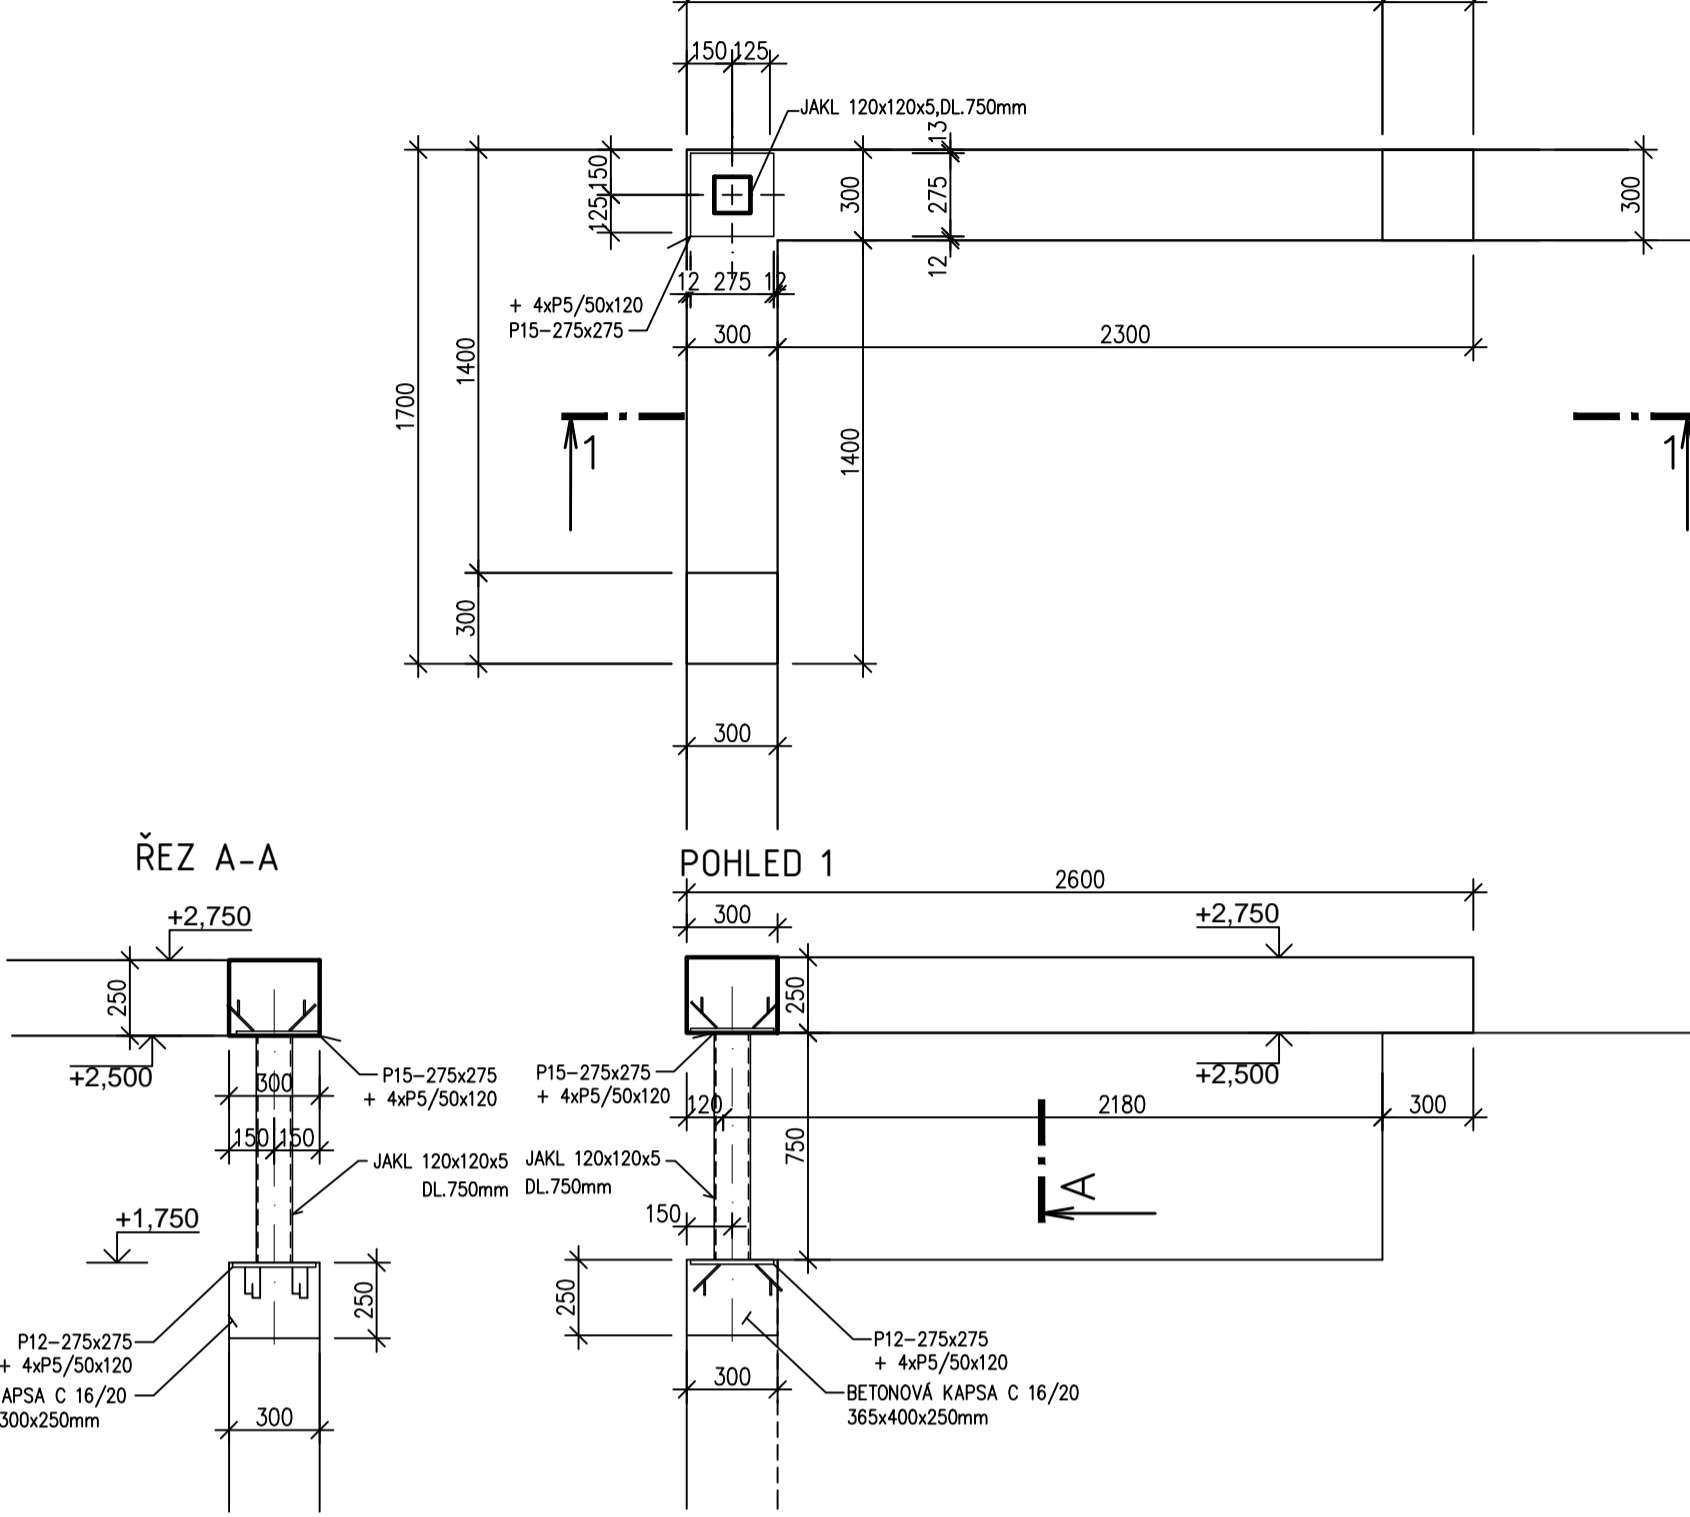 150 125
JAKL 120x120x5,DL.750mm
13
150
125
300
275
12
300
12 275 12
+ 4xP5/50x120
P15-275x275
300
2300
1400
1700
1400
1
1
300
300
ŘEZ A-A
POHLED 1
2600
+2,750
300
+2,750
250
250
+2,500
+2,500
P15-275x275
+ 4xP5/50x120
P15-275x275
+ 4xP5/50x120
300
120
2180
300
150 150
750
JAKL 120x120x5
DL.750mm
JAKL 120x120x5
DL.750mm
A
+1,750
150
250
250
P12-275x275
+ 4xP5/50x120
APSA C 16/20
300x250mm
P12-275x275
+ 4xP5/50x120
BETONOVÁ KAPSA C 16/20
365x400x250mm
300
300